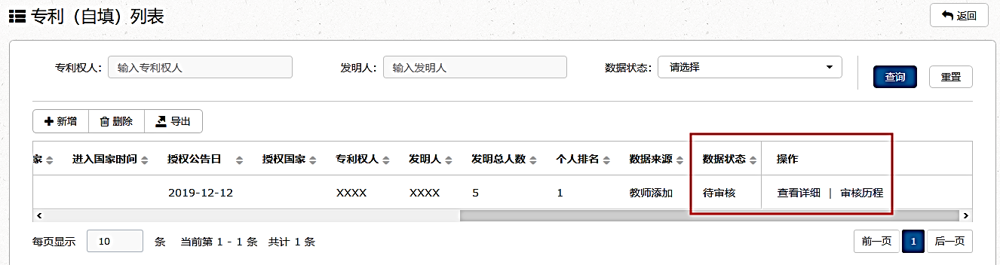 专利（自填）列表 返回
专利权人： 输入专利权人 发明人： 输入发明人 数据状态： 请选择 查询 重置
新增 删除 导出
家 进入国家时间 授权公告日 授权国家 专利权人 发明人 发明总人数 个人排名 数据来源 数据状态 操作
2019-12-12 XXXX XXXX 5 1 教师添加 待审核 查看详细 | 审核历程
每页显示 10 条 当前第 1 - 1 条 共计 1 条 前一页 1 后一页